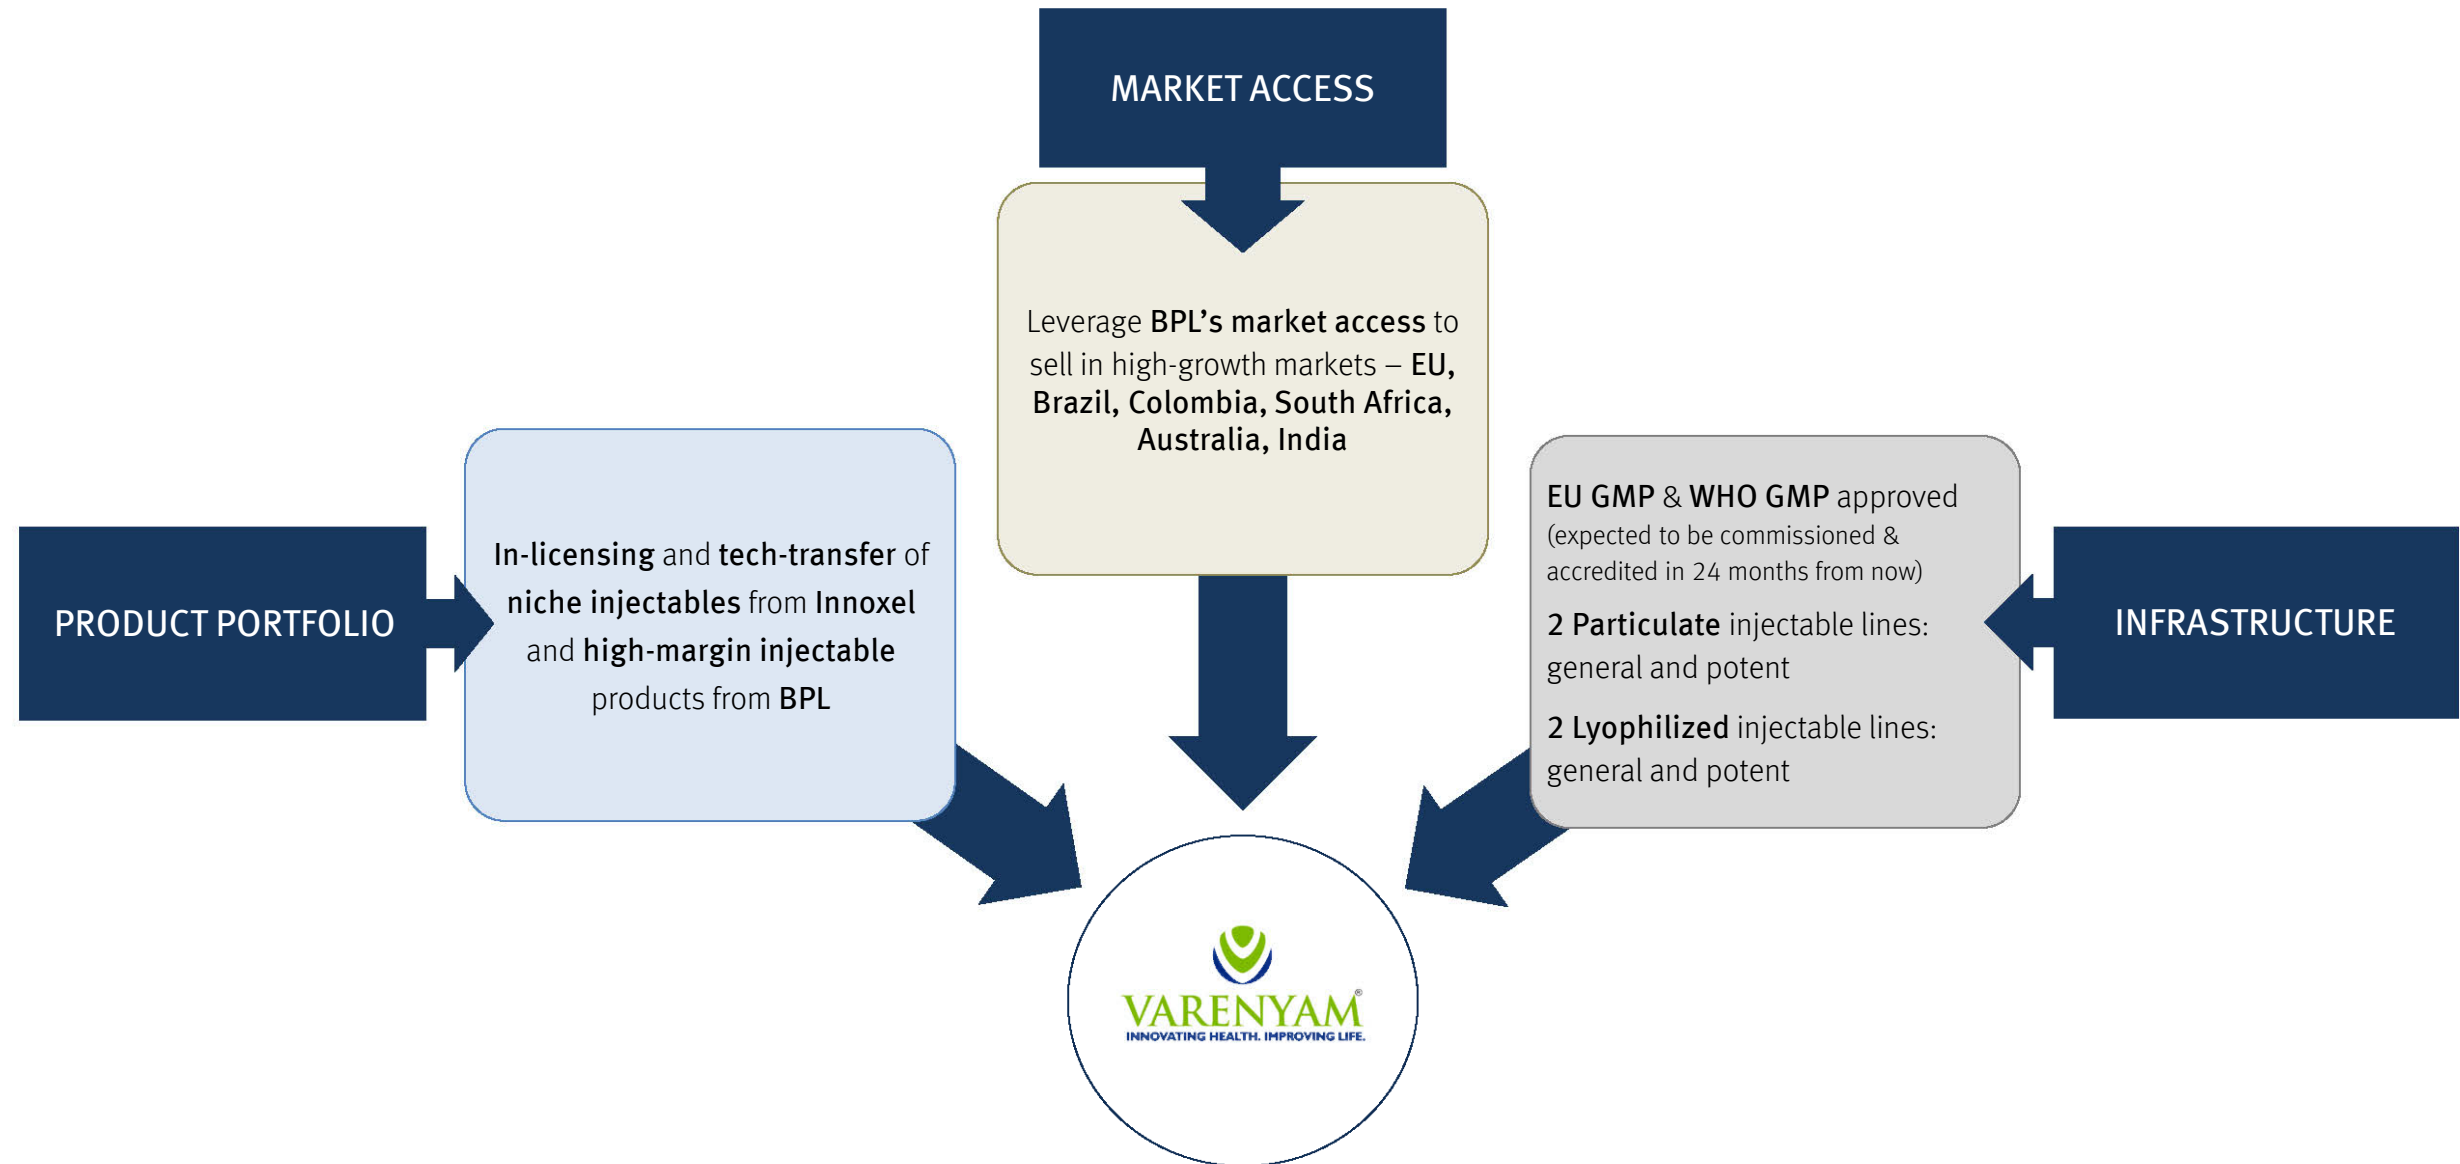 MARKET ACCESS
Leverage BPL’s market access to
sell in high-growth markets – EU,
Brazil, Colombia, South Africa,
Australia, India
PRODUCT PORTFOLIO
In-licensing and tech-transfer of
niche injectables from Innoxel
and high-margin injectable
products from BPL
EU GMP & WHO GMP approved
(expected to be commissioned &
accredited in 24 months from now)
2 Particulate injectable lines:
general and potent
2 Lyophilized injectable lines:
general and potent
INFRASTRUCTURE
VARENYAM®
INNOVATING HEALTH. IMPROVING LIFE.